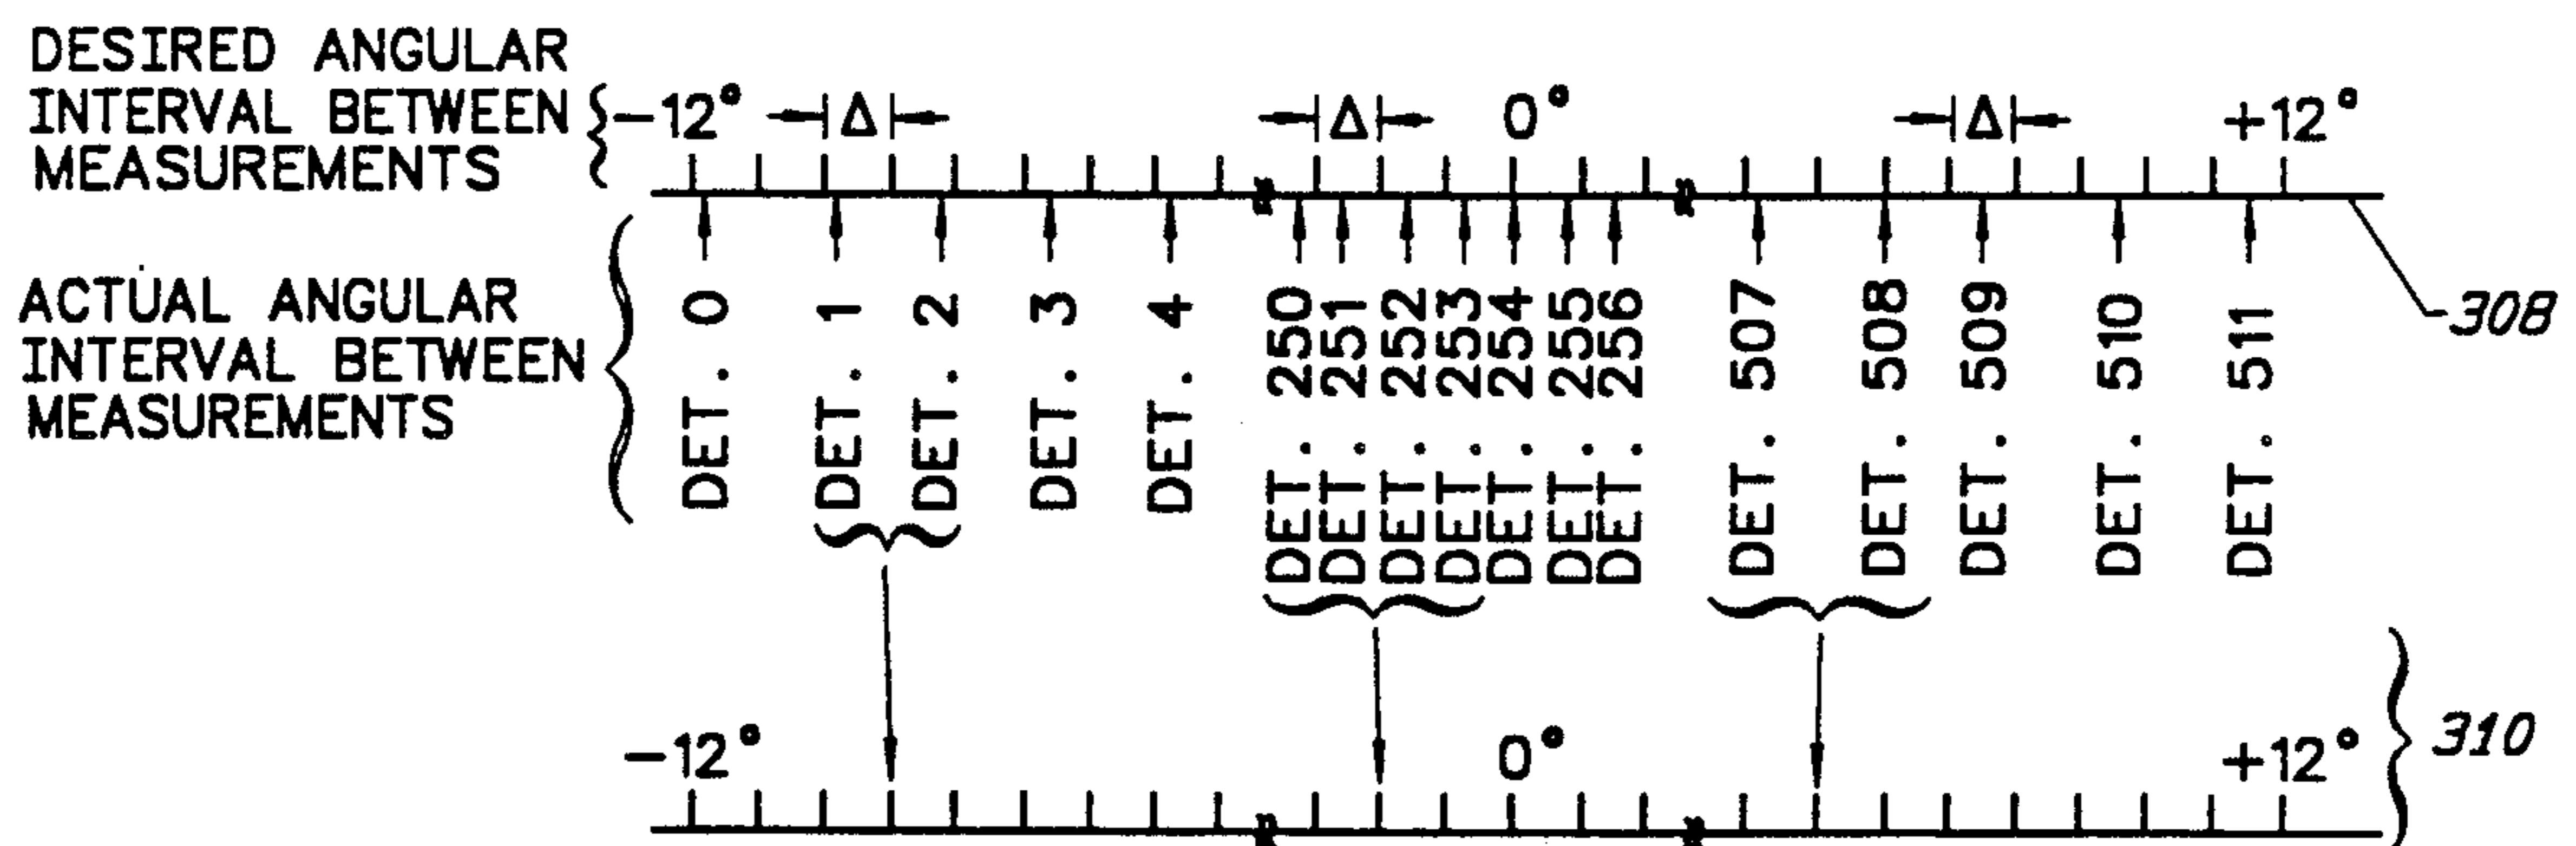 DESIRED ANGULAR
INTERVAL BETWEEN
MEASUREMENTS
-12° Δ Δ 0° Δ +12°
ACTUAL ANGULAR
INTERVAL BETWEEN
MEASUREMENTS
DET. 0
DET. 1
DET. 2
DET. 3
DET. 4
DET. 250
DET. 251
DET. 252
DET. 253
DET. 254
DET. 255
DET. 256
DET. 507
DET. 508
DET. 509
DET. 510
DET. 511
308
-12° 0° +12°
310